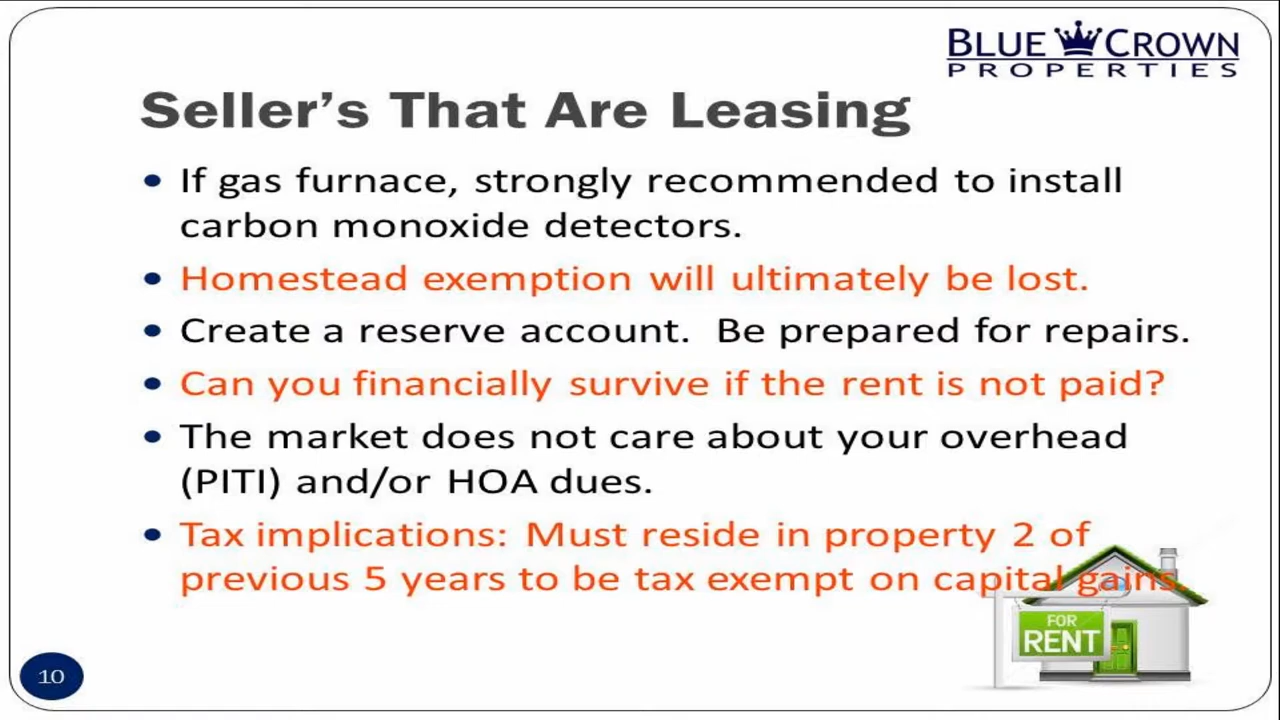 BLUE CROWN
PROPERTIES
Seller's That Are Leasing
• If gas furnace, strongly recommended to install
carbon monoxide detectors.
• Homestead exemption will ultimately be lost.
• Create a reserve account.  Be prepared for repairs.
• Can you financially survive if the rent is not paid?
• The market does not care about your overhead
(PITI) and/or HOA dues.
• Tax implications:  Must reside in property 2 of
previous 5 years to be tax exempt on capital gains.
FOR
RENT
10